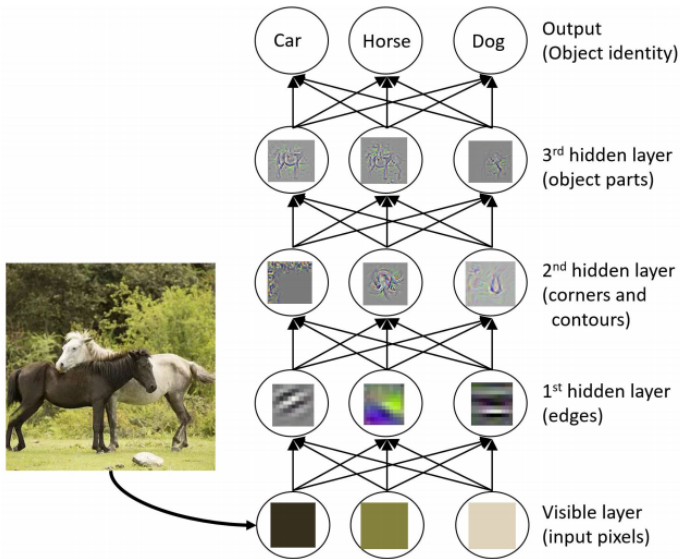 Car
Horse
Dog
Output
(Object identity)
3rd hidden layer
(object parts)
2nd hidden layer
(corners and
contours)
1st hidden layer
(edges)
Visible layer
(input pixels)